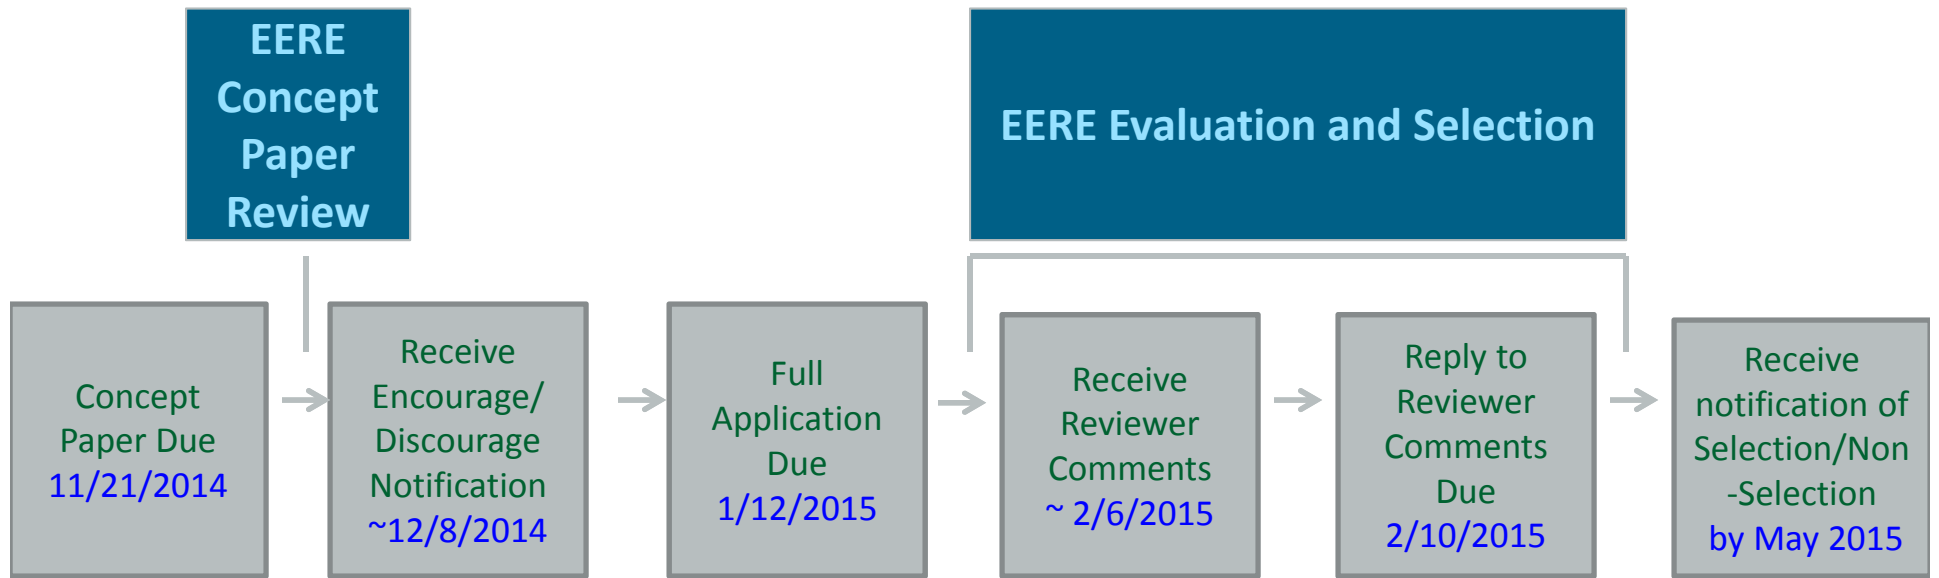 EERE
Concept
Paper
Review
EERE Evaluation and Selection
Concept
Paper Due
11/21/2014
Receive
Encourage/
Discourage
Notification
~12/8/2014
Full
Application
Due
1/12/2015
Receive
Reviewer
Comments
~ 2/6/2015
Reply to
Reviewer
Comments
Due
2/10/2015
Receive
notification of
Selection/Non
-Selection
by May 2015